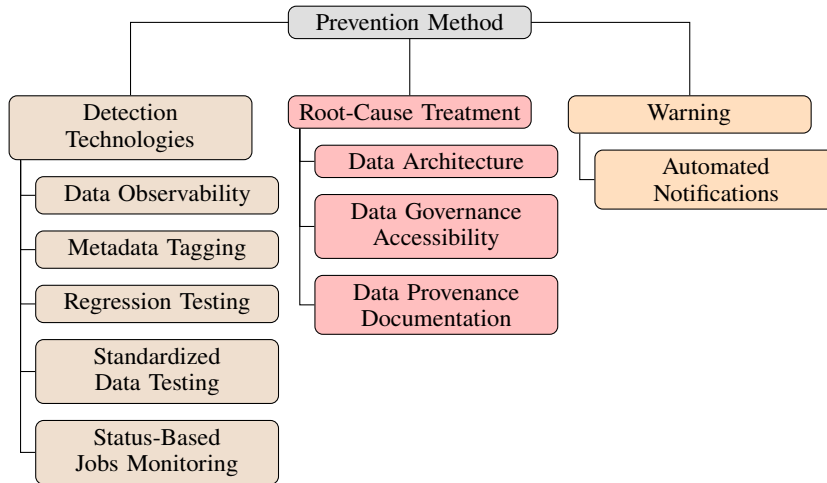 Prevention Method
Detection
Technologies
Data Observability
Metadata Tagging
Regression Testing
Standardized
Data Testing
Status-Based
Jobs Monitoring
Root-Cause Treatment
Data Architecture
Data Governance
Accessibility
Data Provenance
Documentation
Warning
Automated
Notifications